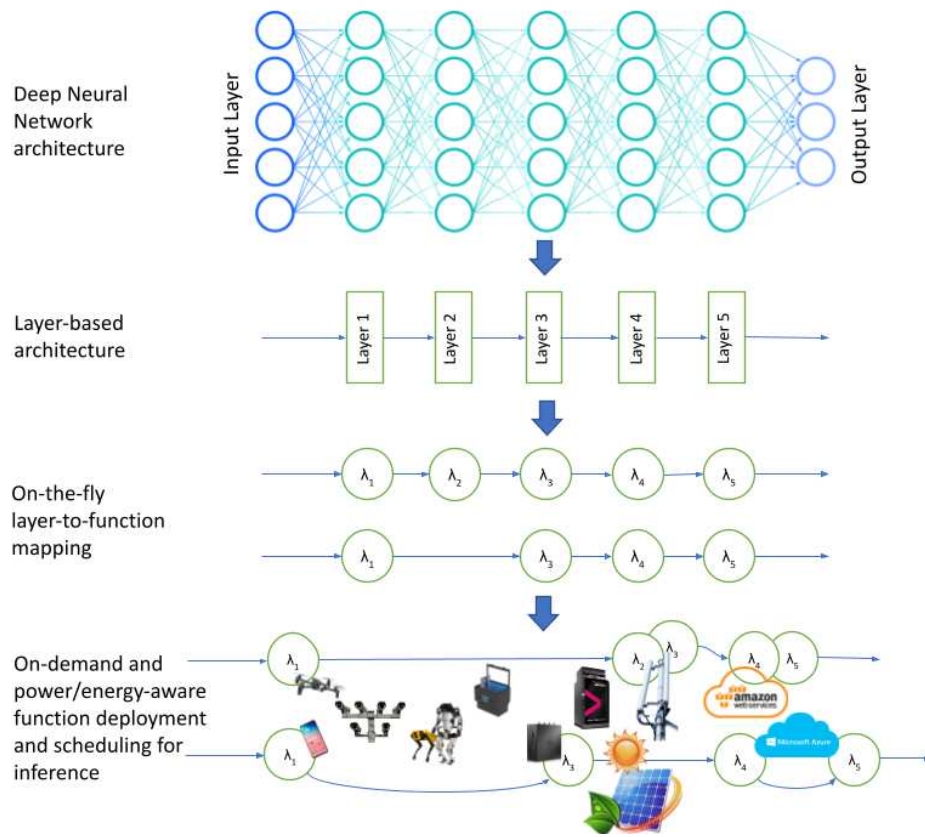 Deep Neural
Network
architecture
Input Layer
Output Layer
Layer-based
architecture
Layer 1
Layer 2
Layer 3
Layer 4
Layer 5
On-the-fly
layer-to-function
mapping
λ1 λ2 λ3 λ4 λ5
λ1 λ3 λ4 λ5
On-demand and
power/energy-aware
function deployment
and scheduling for
inference
λ1 λ2 λ3 λ4 λ5
amazon
webservices
λ1 λ3 λ4 λ5
Microsoft Azure